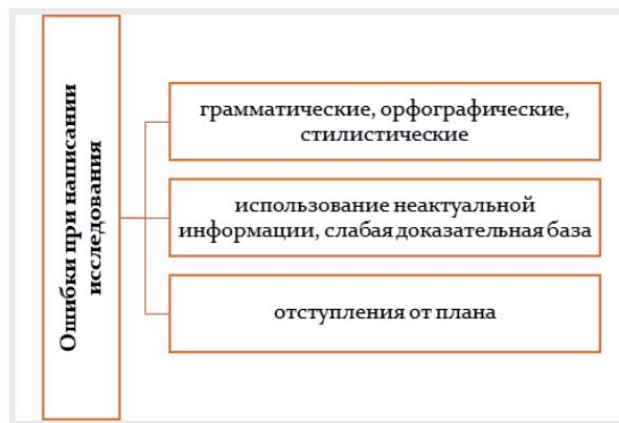 Ошибки при написании
исследования
грамматические, орфографические,
стилистические
использование неактуальной
информации, слабая доказательная база
отступления от плана